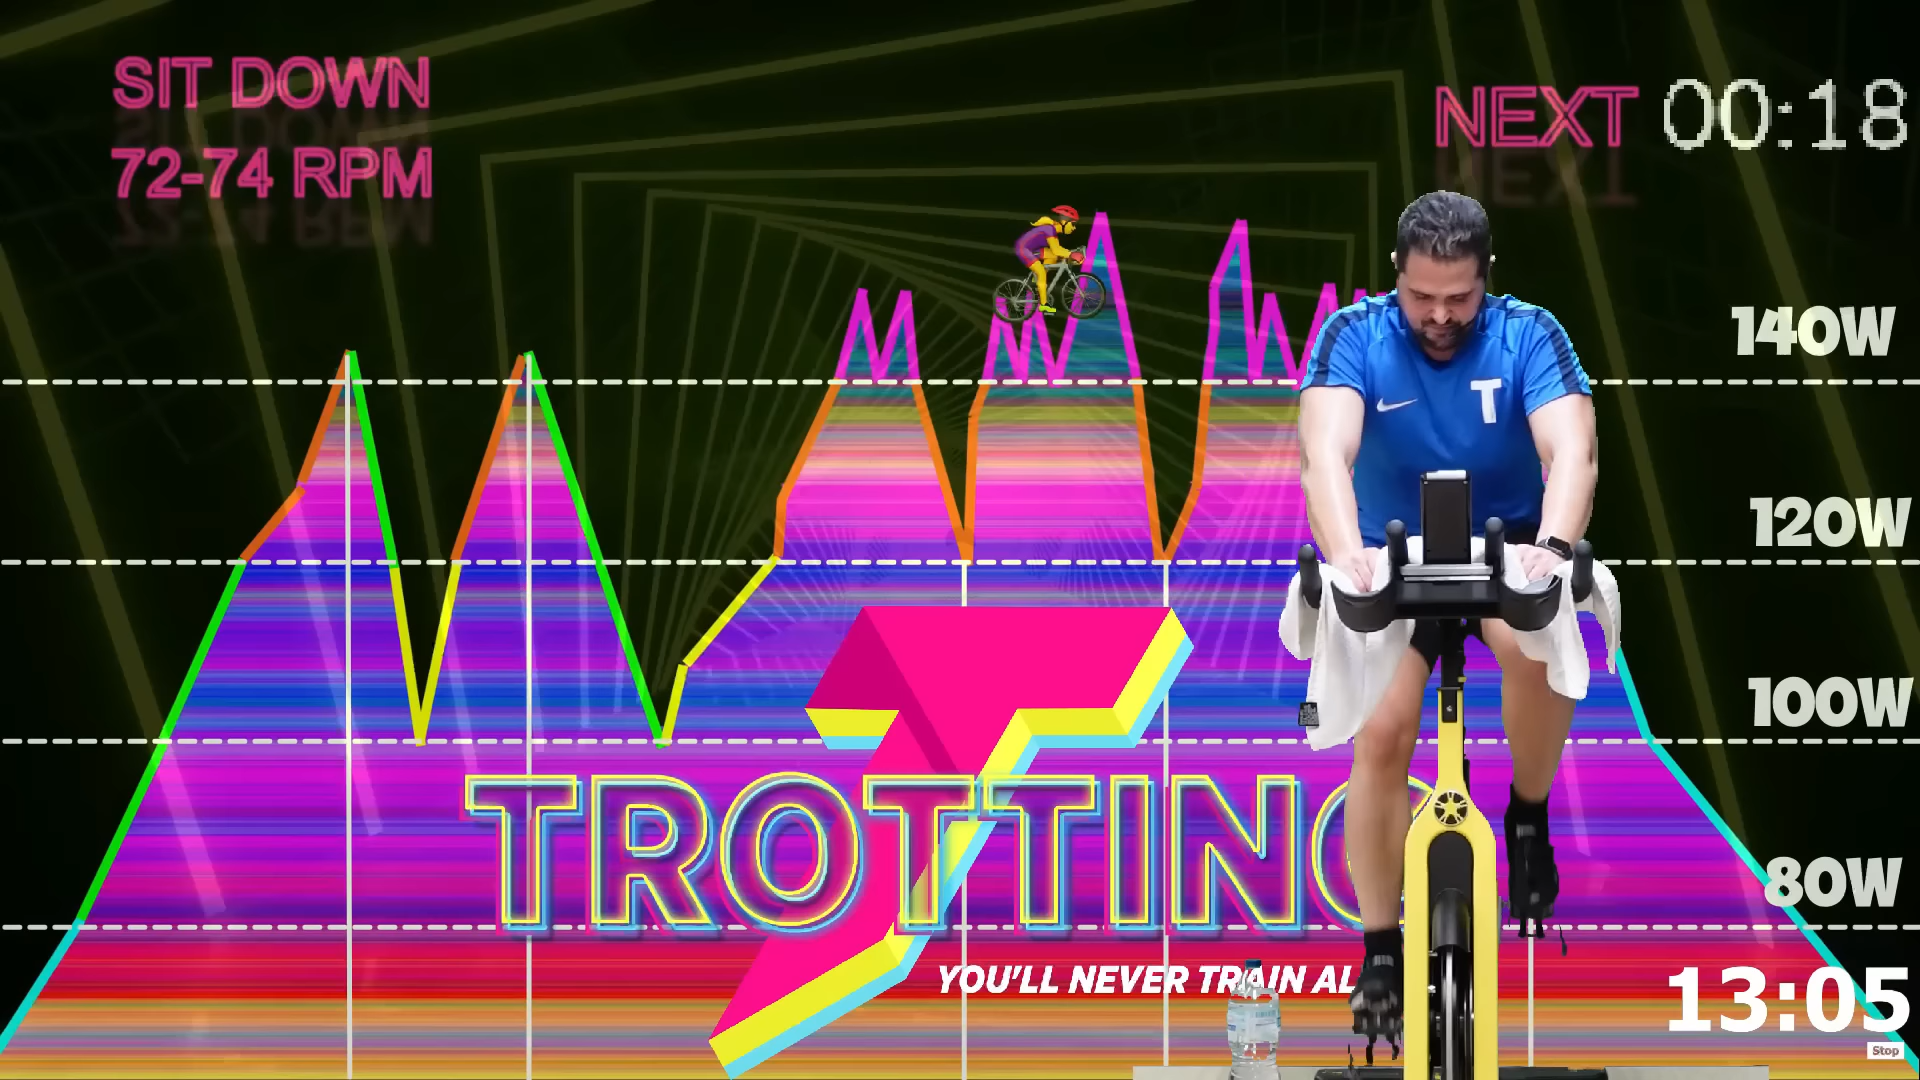 SIT DOWN
72-74 RPM
NEXT 00:18
140W
120W
100W
80W
TROTTING
YOU'LL NEVER TRAIN AL
13:05
Stop
T